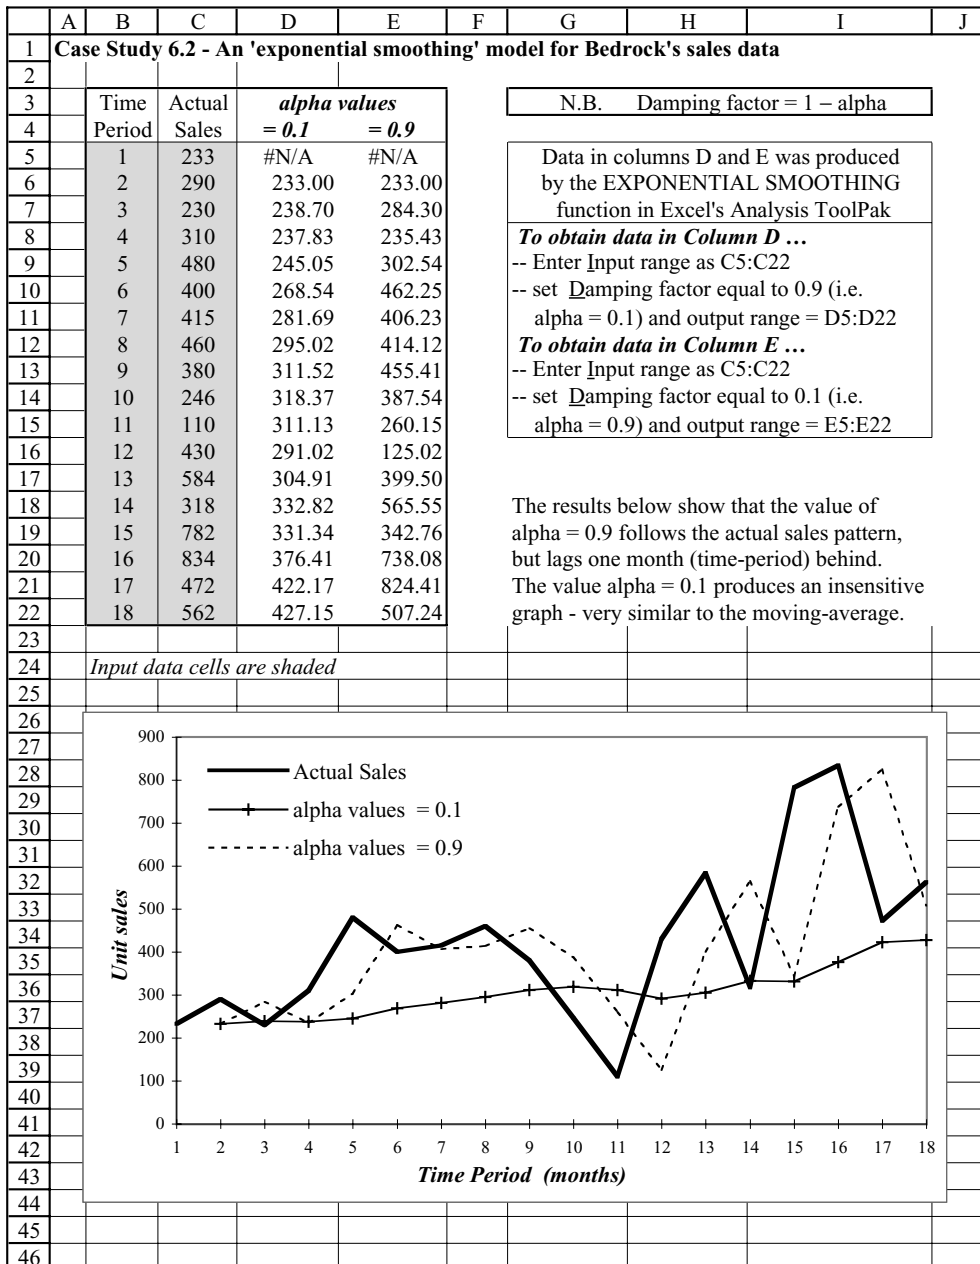 A B C D E F G H I J
1 Case Study 6.2 - An 'exponential smoothing' model for Bedrock's sales data
2
3 Time Actual alpha values N.B. Damping factor = 1 – alpha
4 Period Sales = 0.1 = 0.9
5 1 233 #N/A #N/A Data in columns D and E was produced
6 2 290 233.00 233.00 by the EXPONENTIAL SMOOTHING
7 3 230 238.70 284.30 function in Excel's Analysis ToolPak
8 4 310 237.83 235.43 To obtain data in Column D …
9 5 480 245.05 302.54 -- Enter Input range as C5:C22
10 6 400 268.54 462.25 -- set Damping factor equal to 0.9 (i.e.
11 7 415 281.69 406.23 alpha = 0.1) and output range = D5:D22
12 8 460 295.02 414.12 To obtain data in Column E …
13 9 380 311.52 455.41 -- Enter Input range as C5:C22
14 10 246 318.37 387.54 -- set Damping factor equal to 0.1 (i.e.
15 11 110 311.13 260.15 alpha = 0.9) and output range = E5:E22
16 12 430 291.02 125.02
17 13 584 304.91 399.50
18 14 318 332.82 565.55 The results below show that the value of
19 15 782 331.34 342.76 alpha = 0.9 follows the actual sales pattern,
20 16 834 376.41 738.08 but lags one month (time-period) behind.
21 17 472 422.17 824.41 The value alpha = 0.1 produces an insensitive
22 18 562 427.15 507.24 graph - very similar to the moving-average.
23
24 Input data cells are shaded
25
26
27
28
29
30
31
32
33
34
35
36
37
38
39
40
41
42
43
44
45
46
900
800
700
600
500
400
300
200
100
0
Actual Sales
alpha values = 0.1
alpha values = 0.9
Unit sales
1 2 3 4 5 6 7 8 9 10 11 12 13 14 15 16 17 18
Time Period (months)